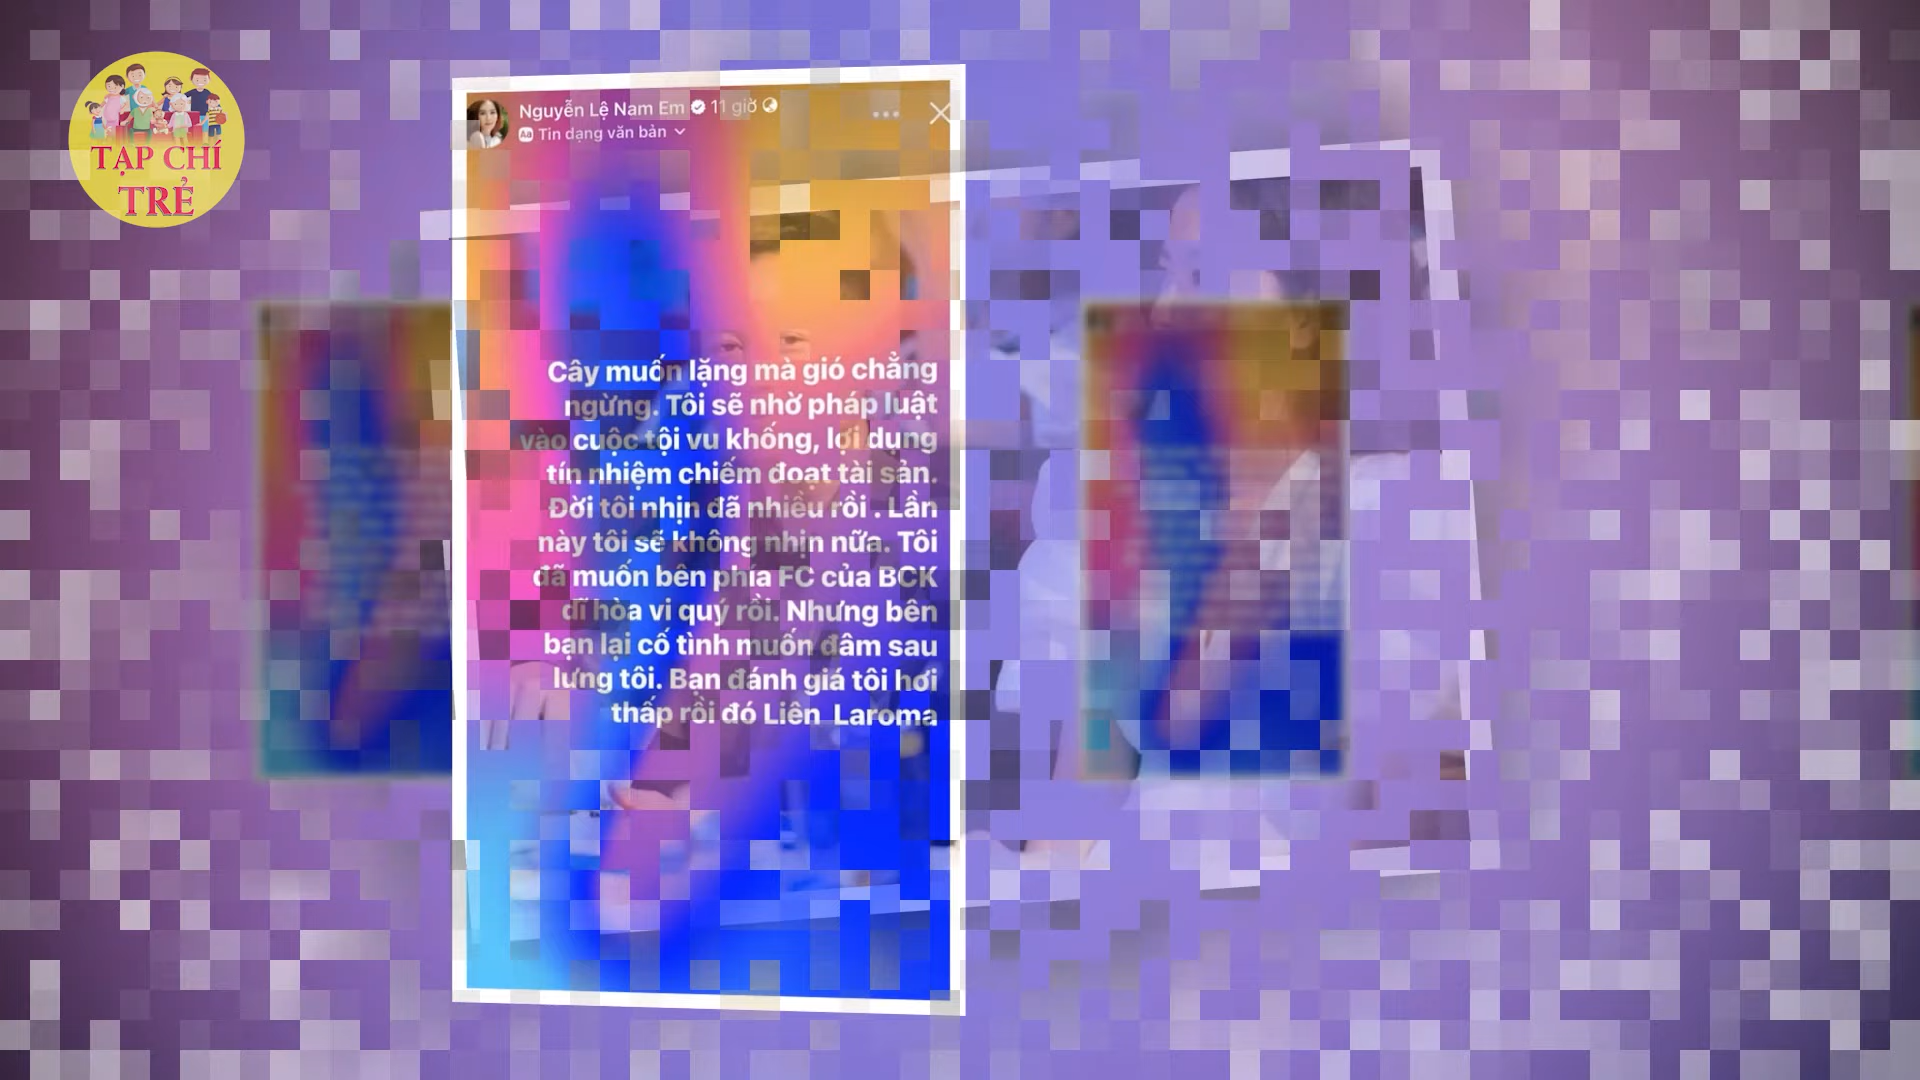 TẠP CHÍ
TRẺ
Nguyễn Lệ Nam Em 11 giờ
Aa Tin dạng văn bản
Cây muốn lặng mà gió chẳng
ngừng. Tôi sẽ nhờ pháp luật
vào cuộc tội vu khống, lợi dụng
tín nhiệm chiếm đoạt tài sản.
Đời tôi nhịn đã nhiều rồi . Lần
này tôi sẽ không nhịn nữa. Tôi
đã muốn bên phía FC của BCK
dĩ hòa vi quý rồi. Nhưng bên
bạn lại cố tình muốn đâm sau
lưng tôi. Bạn đánh giá tôi hơi
thấp rồi đó Liên Laroma